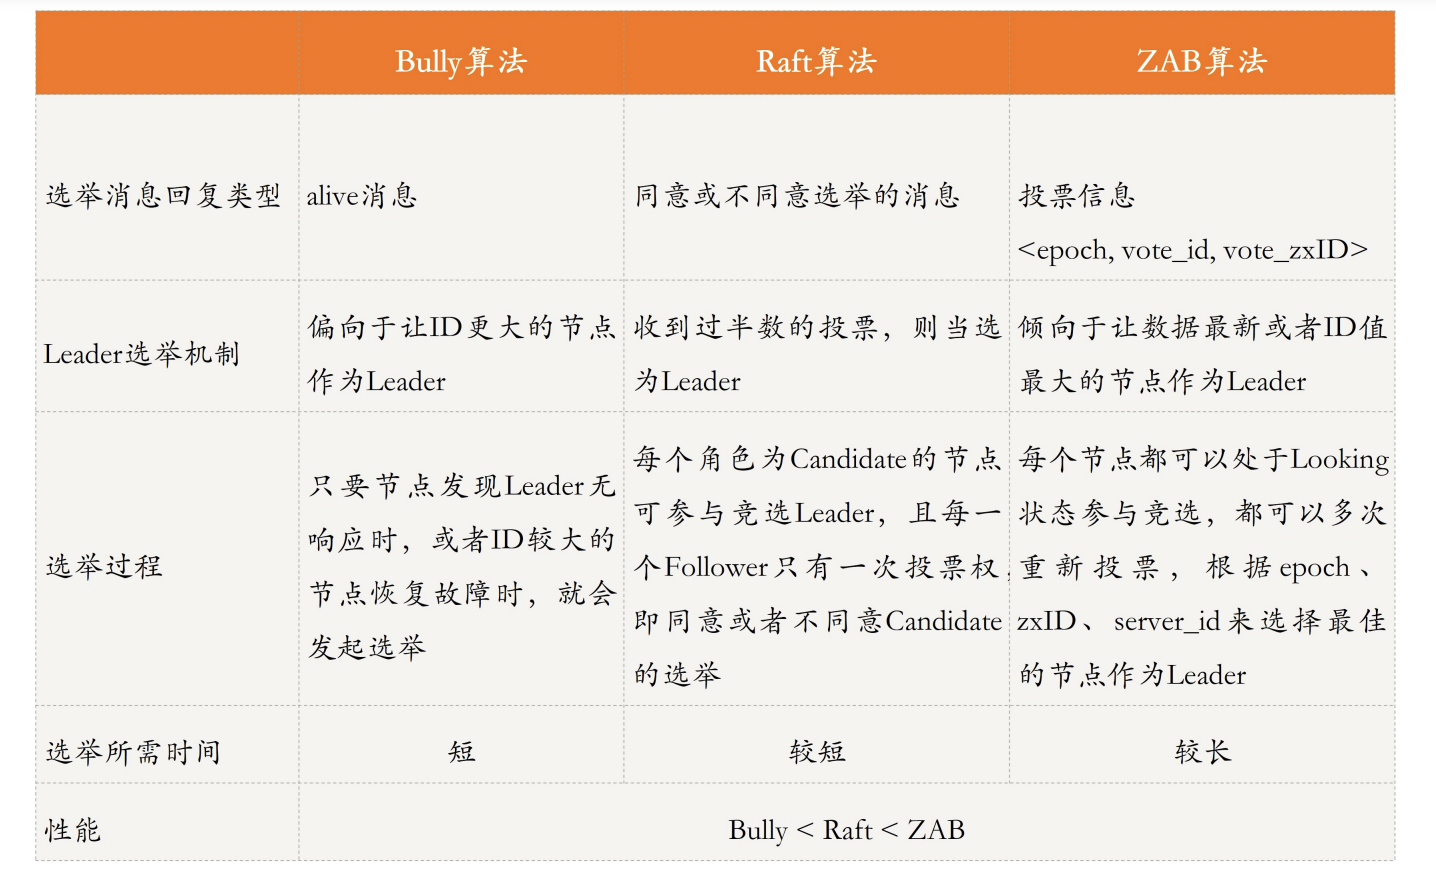 Bully算法
Raft算法
ZAB算法
选举消息回复类型
alive消息
同意或不同意选举的消息
投票信息
<epoch, vote_id, vote_zxID>
Leader选举机制
偏向于让ID更大的节点
作为Leader
收到过半数的投票，则当选
为Leader
倾向于让数据最新或者ID值
最大的节点作为Leader
选举过程
只要节点发现Leader无
响应时，或者ID较大的
节点恢复故障时，就会
发起选举
每个角色为Candidate的节点
可参与竞选Leader，且每一
个Follower只有一次投票权，
即同意或者不同意Candidate
的选举
每个节点都可以处于Looking
状态参与竞选，都可以多次
重新投票，根据epoch、
zxID、server_id来选择最佳
的节点作为Leader
选举所需时间
短
较短
较长
性能
Bully < Raft < ZAB